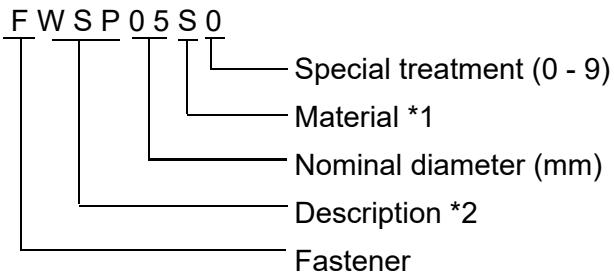 F W S P 0 5 S 0
Special treatment (0 - 9)
Material *1
Nominal diameter (mm)
Description *2
Fastener